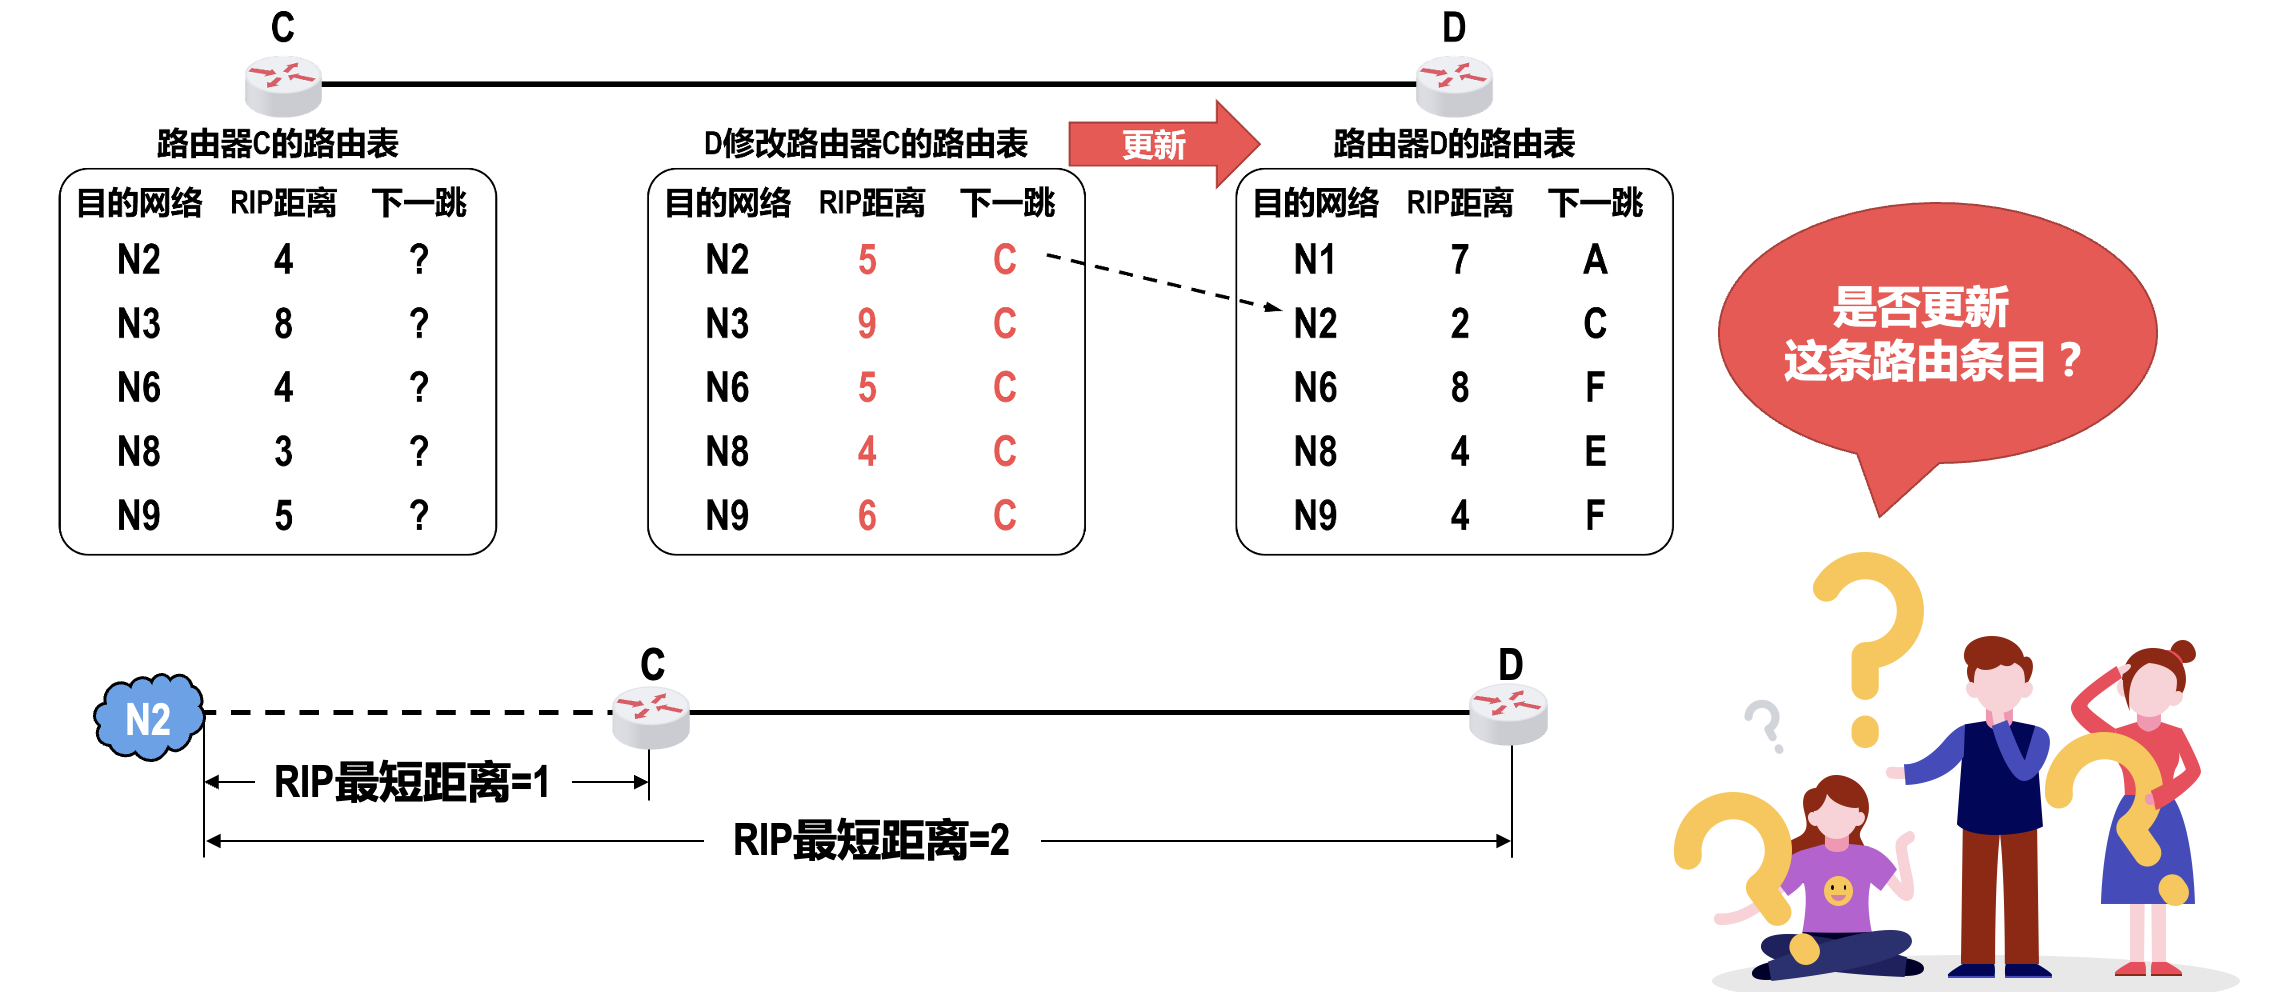 C
D
路由器C的路由表
D修改路由器C的路由表
更新
路由器D的路由表
目的网络 RIP距离 下一跳
N2 4 ?
N3 8 ?
N6 4 ?
N8 3 ?
N9 5 ?
目的网络 RIP距离 下一跳
N2 5 C
N3 9 C
N6 5 C
N8 4 C
N9 6 C
目的网络 RIP距离 下一跳
N1 7 A
N2 2 C
N6 8 F
N8 4 E
N9 4 F
是否更新
这条路由条目？
N2
C
D
RIP最短距离=1
RIP最短距离=2